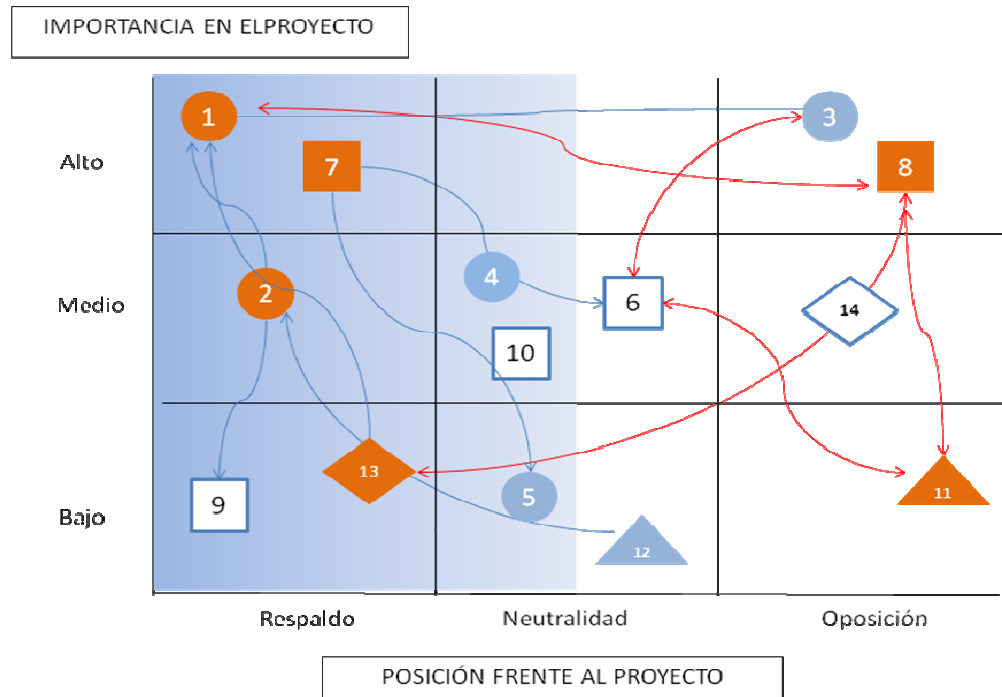 IMPORTANCIA EN ELPROYECTO
1
3
Alto
7
8
4
2
Medio
6
14
10
13
9
5
11
Bajo
12
Respaldo
Neutralidad
Oposición
POSICIÓN FRENTE AL PROYECTO